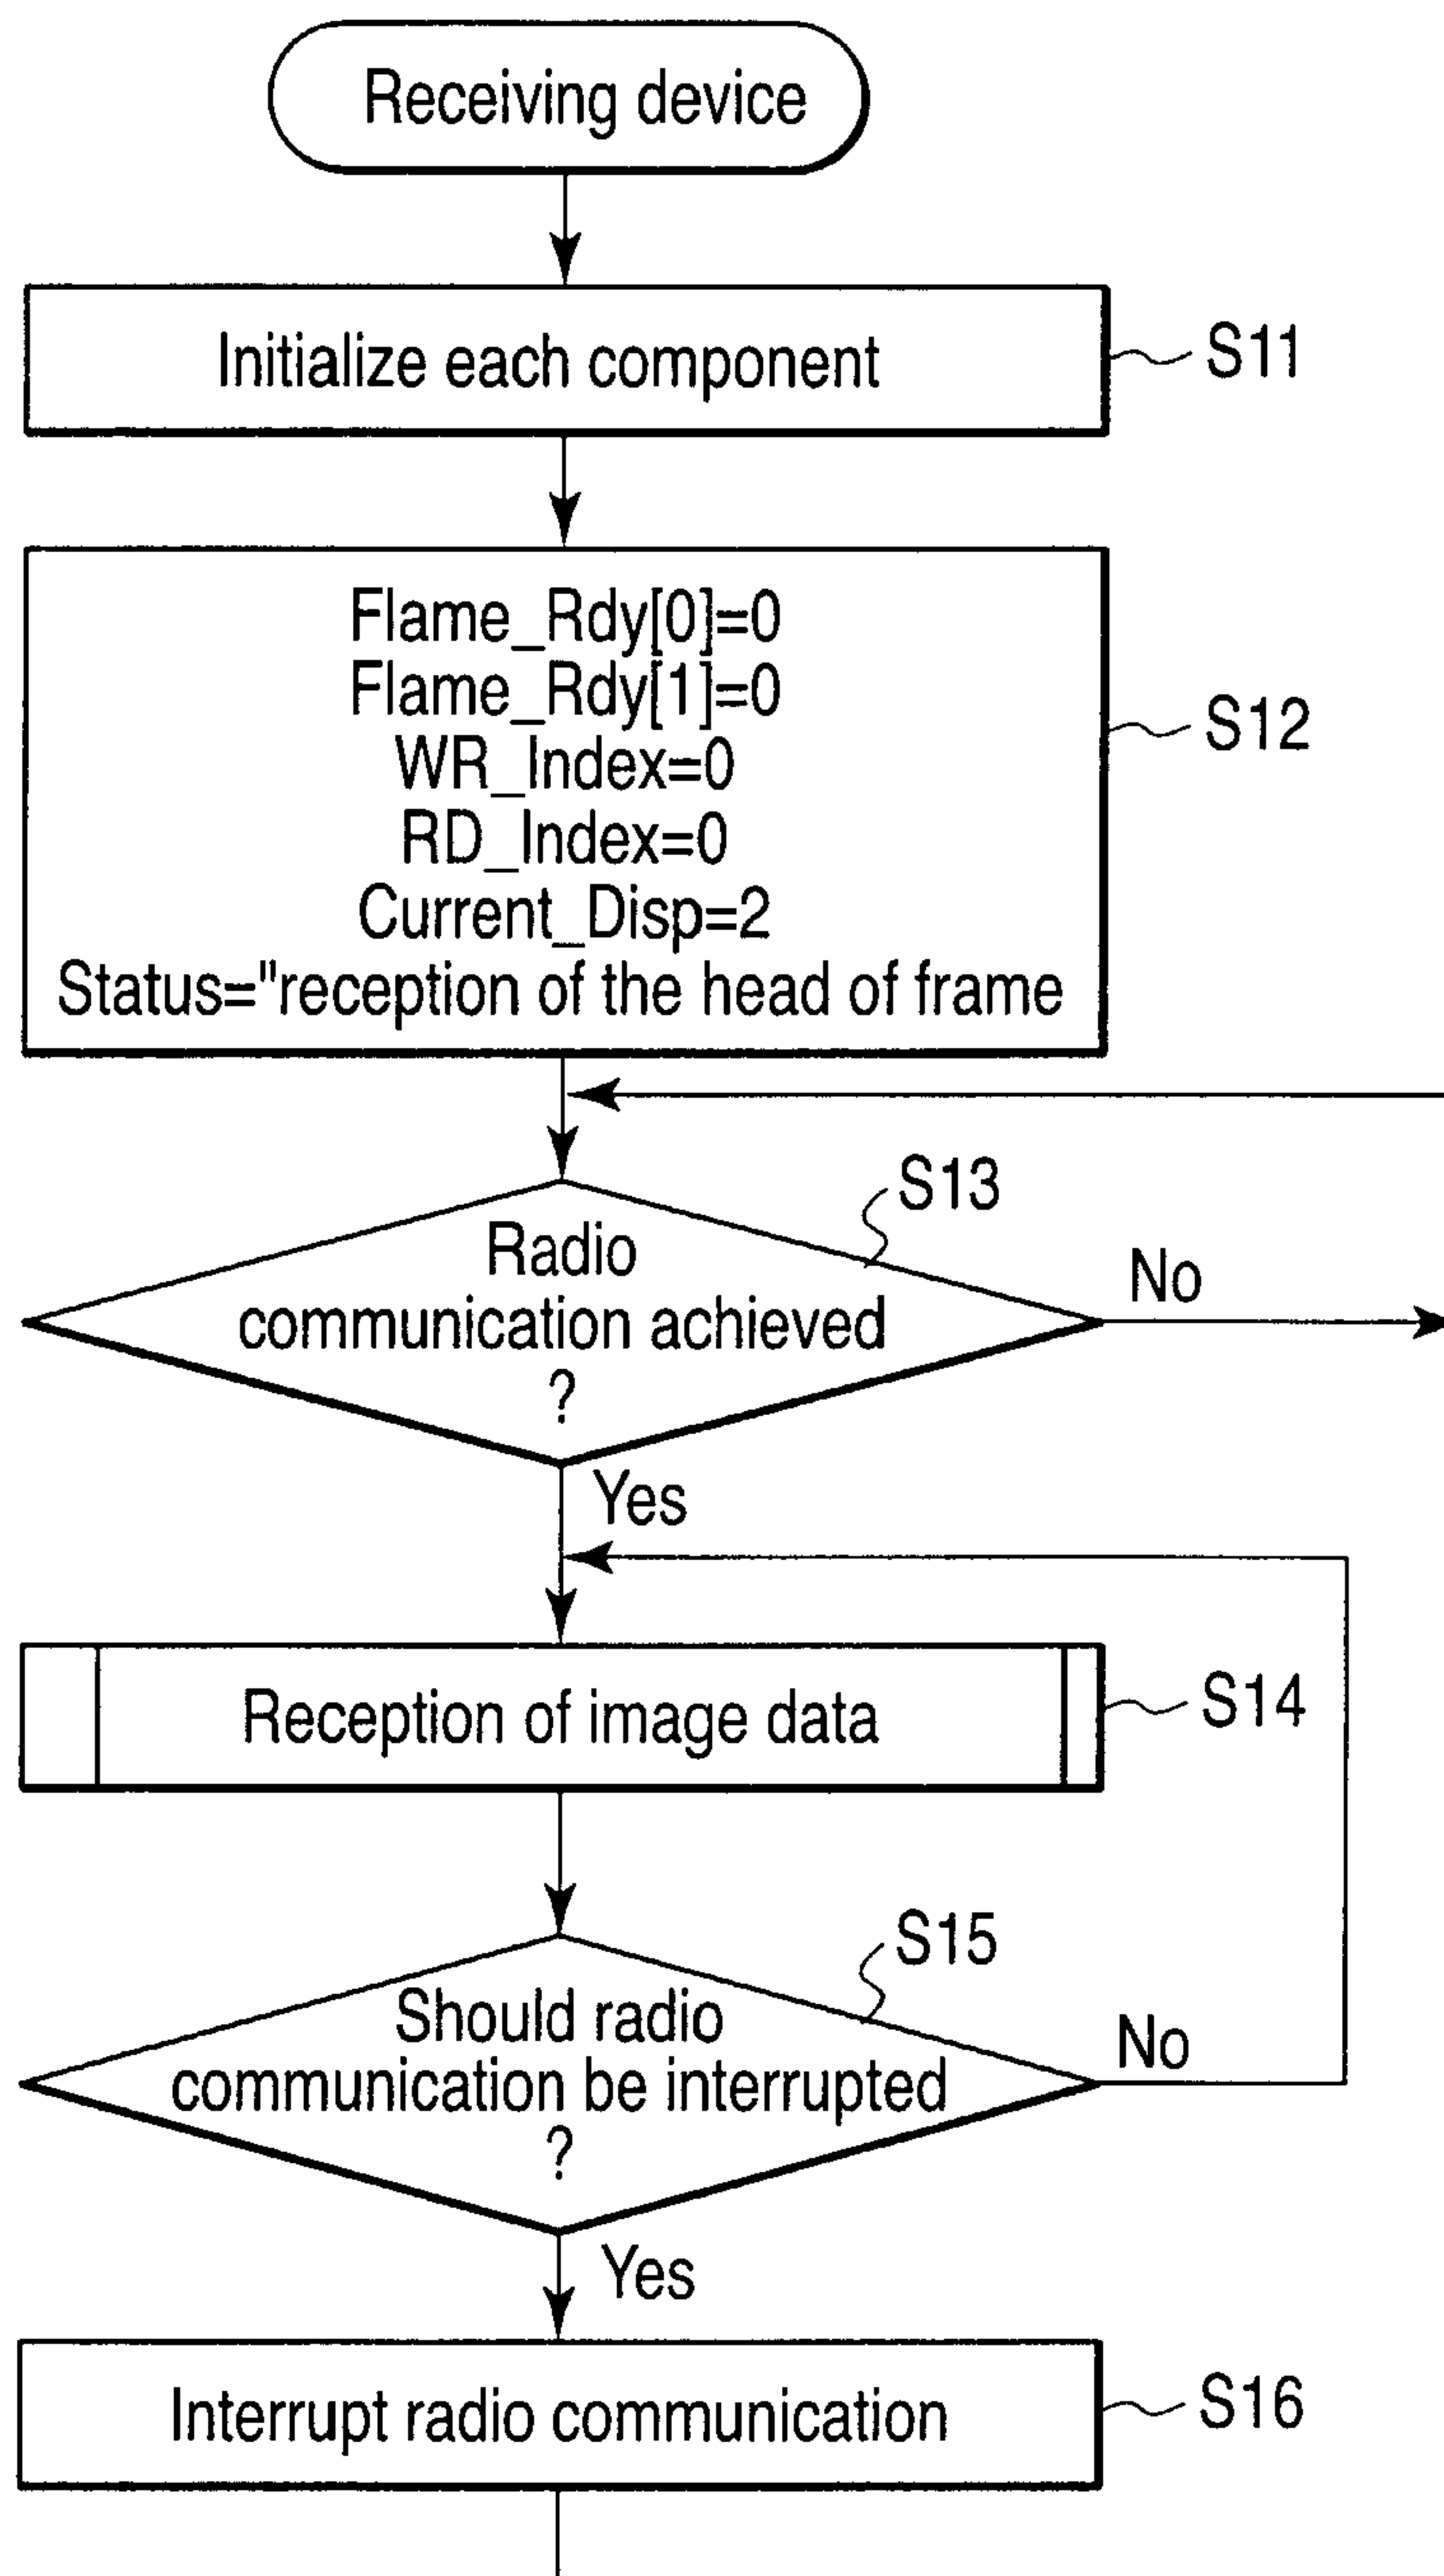 Receiving device
Initialize each component
S11
Flame_Rdy[0]=0
Flame_Rdy[1]=0
WR_Index=0
RD_Index=0
Current_Disp=2
Status="reception of the head of frame
S12
S13
Radio
communication achieved
?
No
Yes
Reception of image data
S14
S15
Should radio
communication be interrupted
?
No
Yes
Interrupt radio communication
S16